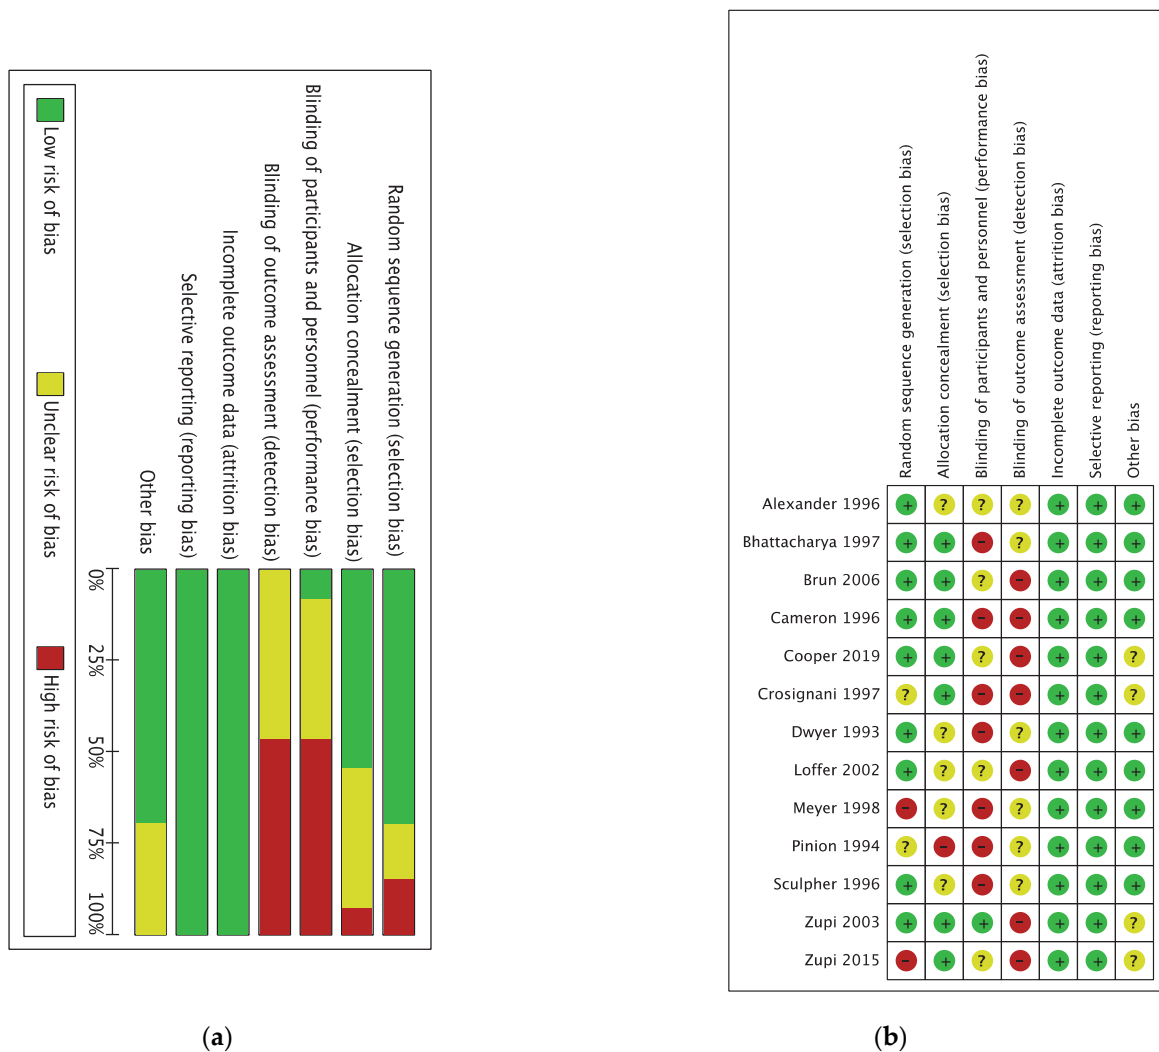 Random sequence generation (selection bias)
Allocation concealment (selection bias)
Blinding of participants and personnel (performance bias)
Blinding of outcome assessment (detection bias)
Incomplete outcome data (attrition bias)
Selective reporting (reporting bias)
Other bias
0%
25%
50%
75%
100%
Low risk of bias
Unclear risk of bias
High risk of bias
(a)
Random sequence generation (selection bias)
Allocation concealment (selection bias)
Blinding of participants and personnel (performance bias)
Blinding of outcome assessment (detection bias)
Incomplete outcome data (attrition bias)
Selective reporting (reporting bias)
Other bias
Alexander 1996 + ? ? ? + + +
Bhattacharya 1997 + + – ? + + +
Brun 2006 + + ? – + + +
Cameron 1996 + + – – + + +
Cooper 2019 + + ? – + + ?
Crosignani 1997 ? + – – + + ?
Dwyer 1993 + ? – ? + + +
Loffer 2002 + ? ? – + + +
Meyer 1998 – ? – ? + + +
Pinion 1994 ? – – ? + + +
Sculpher 1996 + ? – ? + + +
Zupi 2003 + + + – + + ?
Zupi 2015 – + ? – + + ?
(b)